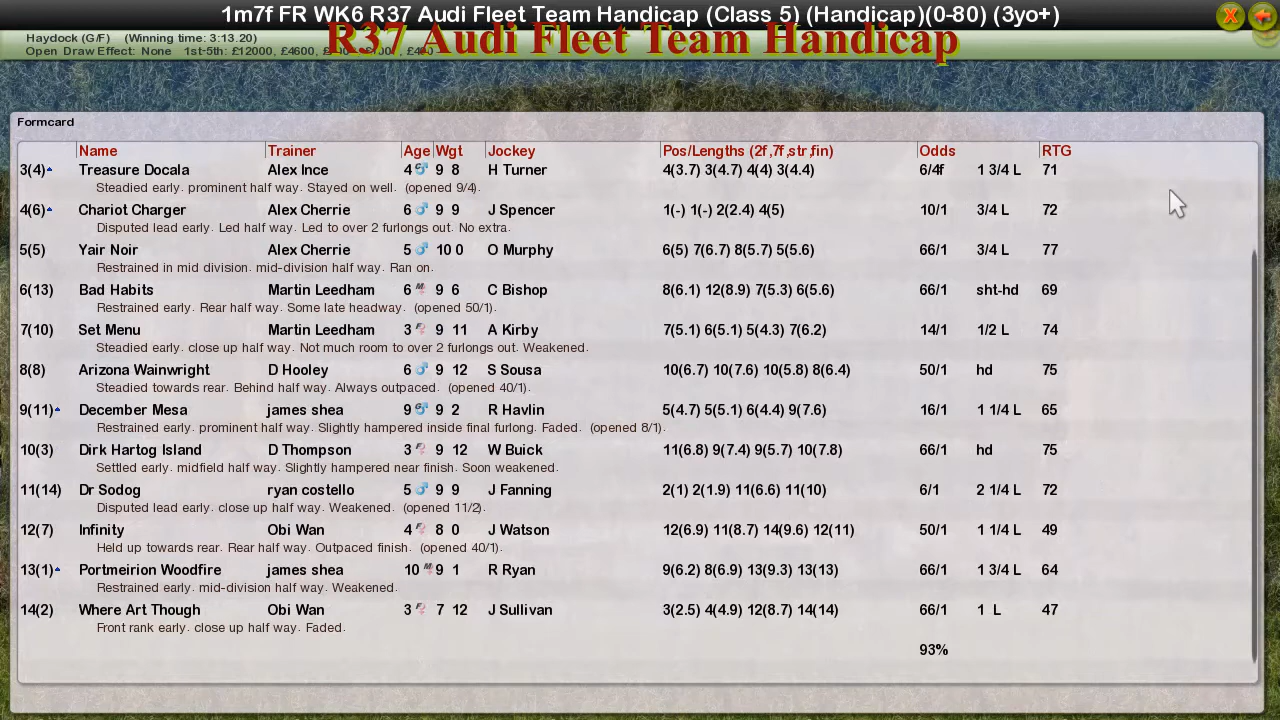 1m7f FR WK6 R37 Audi Fleet Team Handicap (Class 5) (Handicap)(0-80) (3yo+)
R37 Audi Fleet Team Handicap
Haydock (G/F) (Winning time: 3:13.20)
Open Draw Effect: None 1st-5th: £12000, £4600,
Formcard
Name Trainer Age Wgt Jockey Pos/Lengths (2f,7f,str,fin) Odds RTG
3(4) Treasure Docala Alex Ince 4 9 8 H Turner 4(3.7) 3(4.7) 4(4) 3(4.4) 6/4f 1 3/4 L 71
Steadied early. prominent half way. Stayed on well. (opened 9/4).
4(6) Chariot Charger Alex Cherrie 6 9 9 J Spencer 1(-) 1(-) 2(2.4) 4(5) 10/1 3/4 L 72
Disputed lead early. Led half way. Led to over 2 furlongs out. No extra.
5(5) Yair Noir Alex Cherrie 5 10 0 O Murphy 6(5) 7(6.7) 8(5.7) 5(5.6) 66/1 3/4 L 77
Restrained in mid division. mid-division half way. Ran on.
6(13) Bad Habits Martin Leedham 6 9 6 C Bishop 8(6.1) 12(8.9) 7(5.3) 6(5.6) 66/1 sht-hd 69
Restrained early. Rear half way. Some late headway. (opened 50/1).
7(10) Set Menu Martin Leedham 3 9 11 A Kirby 7(5.1) 6(5.1) 5(4.3) 7(6.2) 14/1 1/2 L 74
Steadied early. close up half way. Not much room to over 2 furlongs out. Weakened.
8(8) Arizona Wainwright D Hooley 6 9 12 S Sousa 10(6.7) 10(7.6) 10(5.8) 8(6.4) 50/1 hd 75
Steadied towards rear. Behind half way. Always outpaced. (opened 40/1).
9(11) December Mesa james shea 9 9 2 R Havlin 5(4.7) 5(5.1) 6(4.4) 9(7.6) 16/1 1 1/4 L 65
Restrained early. prominent half way. Slightly hampered inside final furlong. Faded. (opened 8/1).
10(3) Dirk Hartog Island D Thompson 3 9 12 W Buick 11(6.8) 9(7.4) 9(5.7) 10(7.8) 66/1 hd 75
Settled early. midfield half way. Slightly hampered near finish. Soon weakened.
11(14) Dr Sodog ryan costello 5 9 9 J Fanning 2(1) 2(1.9) 11(6.6) 11(10) 6/1 2 1/4 L 72
Disputed lead early. close up half way. Weakened. (opened 11/2).
12(7) Infinity Obi Wan 4 8 0 J Watson 12(6.9) 11(8.7) 14(9.6) 12(11) 50/1 1 1/4 L 49
Held up towards rear. Rear half way. Outpaced finish. (opened 40/1).
13(1) Portmeirion Woodfire james shea 10 9 1 R Ryan 9(6.2) 8(6.9) 13(9.3) 13(13) 66/1 1 3/4 L 64
Restrained early. mid-division half way. Weakened.
14(2) Where Art Though Obi Wan 3 7 12 J Sullivan 3(2.5) 4(4.9) 12(8.7) 14(14) 66/1 1 L 47
Front rank early. close up half way. Faded.
93%